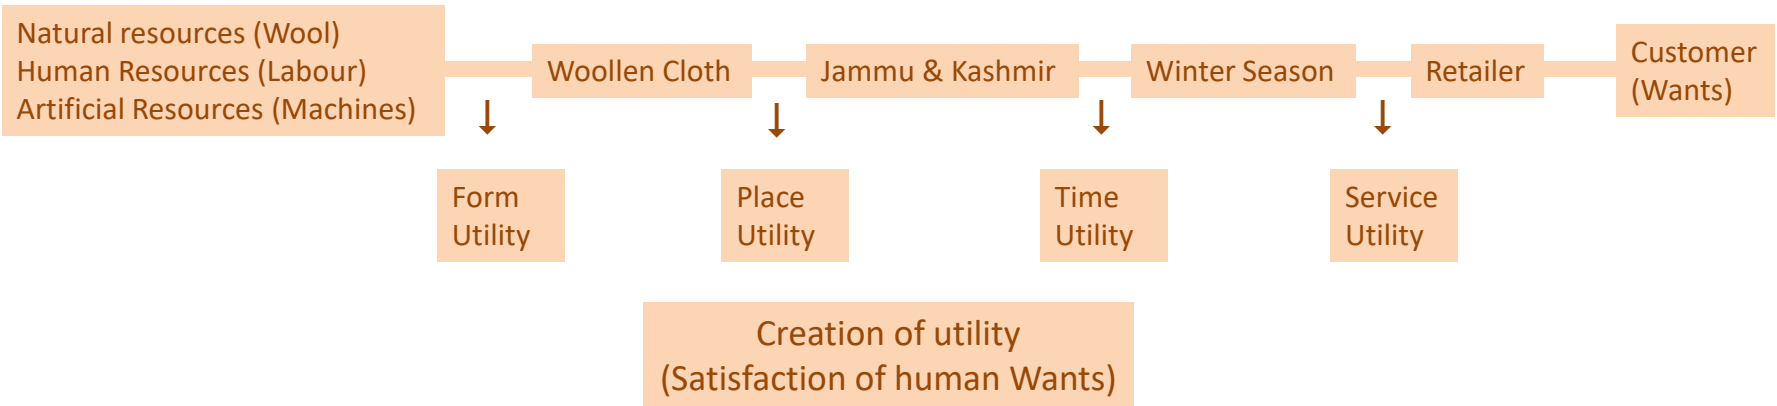 Natural resources (Wool)
Human Resources (Labour)
Artificial Resources (Machines)
Woollen Cloth
Jammu & Kashmir
Winter Season
Retailer
Customer
(Wants)
Form
Utility
Place
Utility
Time
Utility
Service
Utility
Creation of utility
(Satisfaction of human Wants)